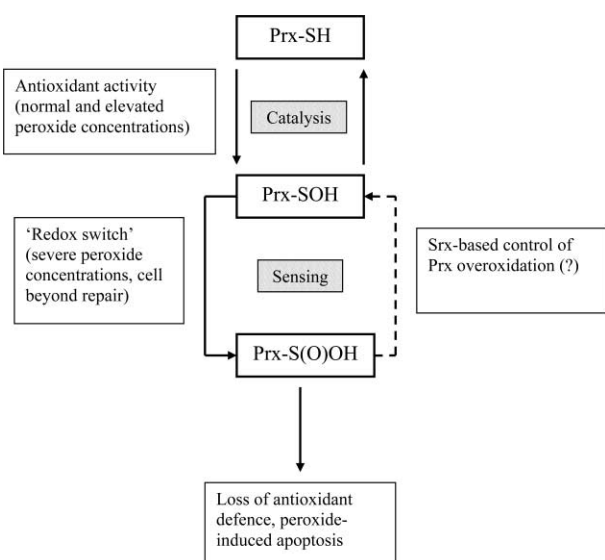 Prx-SH
Antioxidant activity
(normal and elevated
peroxide concentrations)
Catalysis
Prx-SOH
‘Redox switch’
(severe peroxide
concentrations, cell
beyond repair)
Sensing
Srx-based control of
Prx overoxidation (?)
Prx-S(O)OH
Loss of antioxidant
defence, peroxide-
induced apoptosis